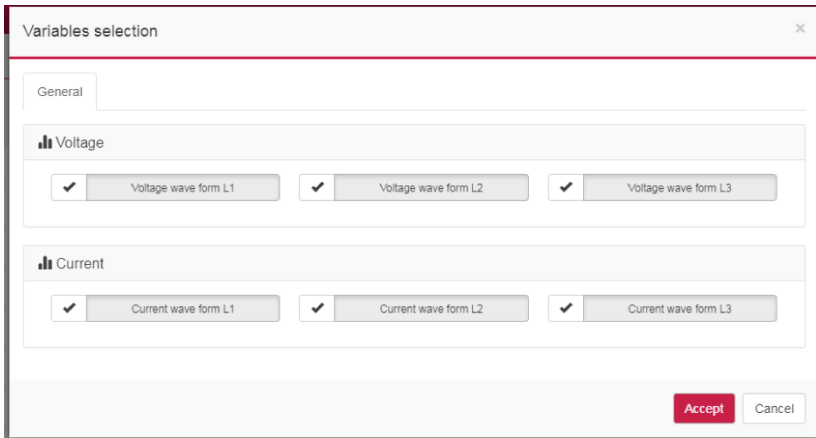 Variables selection
×
General
Voltage
Voltage wave form L1
Voltage wave form L2
Voltage wave form L3
Current
Current wave form L1
Current wave form L2
Current wave form L3
Accept
Cancel